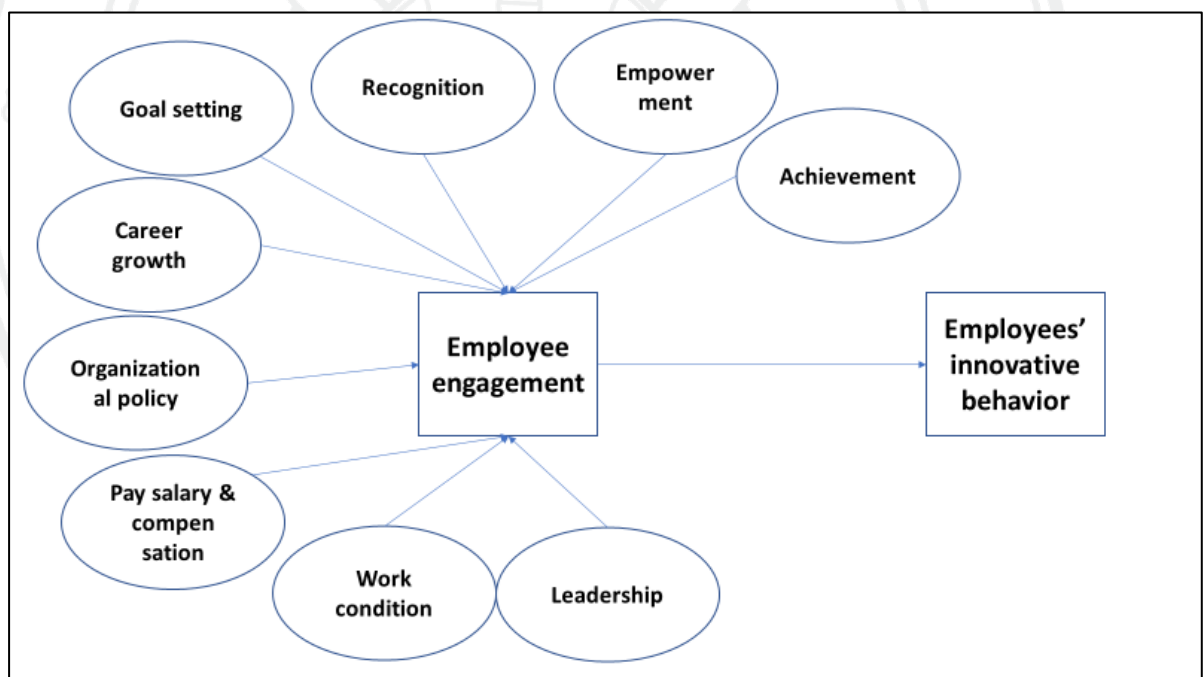 Recognition
Empower
ment
Goal setting
Achievement
Career
growth
Employee
engagement
Employees’
innovative
behavior
Organization
al policy
Pay salary &
compen
sation
Work
condition
Leadership